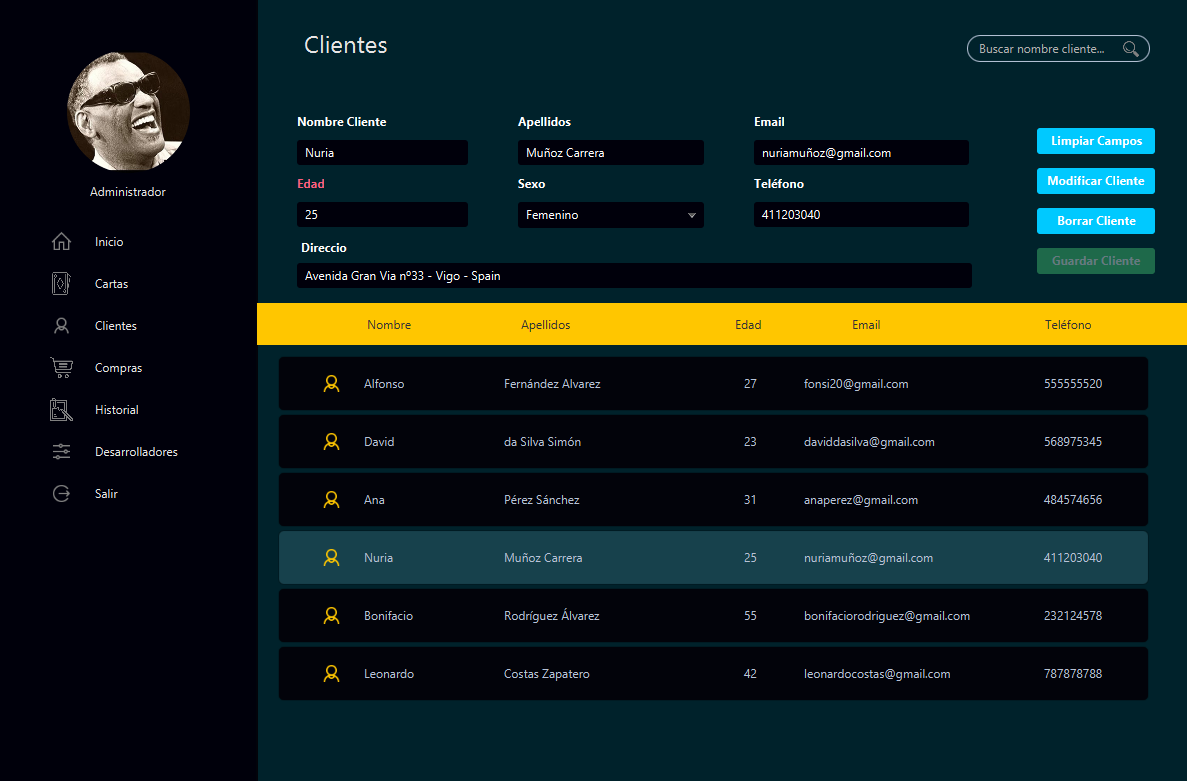 Clientes
Buscar nombre cliente...
Administrador
Inicio
Cartas
Clientes
Compras
Historial
Desarrolladores
Salir
Nombre Cliente Apellidos Email
Nuria Muñoz Carrera nuriamuñoz@gmail.com
Edad Sexo Teléfono
25 Femenino 411203040
Direccio
Avenida Gran Via nº33 - Vigo - Spain
Limpiar Campos
Modificar Cliente
Borrar Cliente
Guardar Cliente
Nombre Apellidos Edad Email Teléfono
Alfonso Fernández Alvarez 27 fonsi20@gmail.com 555555520
David da Silva Simón 23 daviddasilva@gmail.com 568975345
Ana Pérez Sánchez 31 anaperez@gmail.com 484574656
Nuria Muñoz Carrera 25 nuriamuñoz@gmail.com 411203040
Bonifacio Rodríguez Álvarez 55 bonifaciorodriguez@gmail.com 232124578
Leonardo Costas Zapatero 42 leonardocostas@gmail.com 787878788